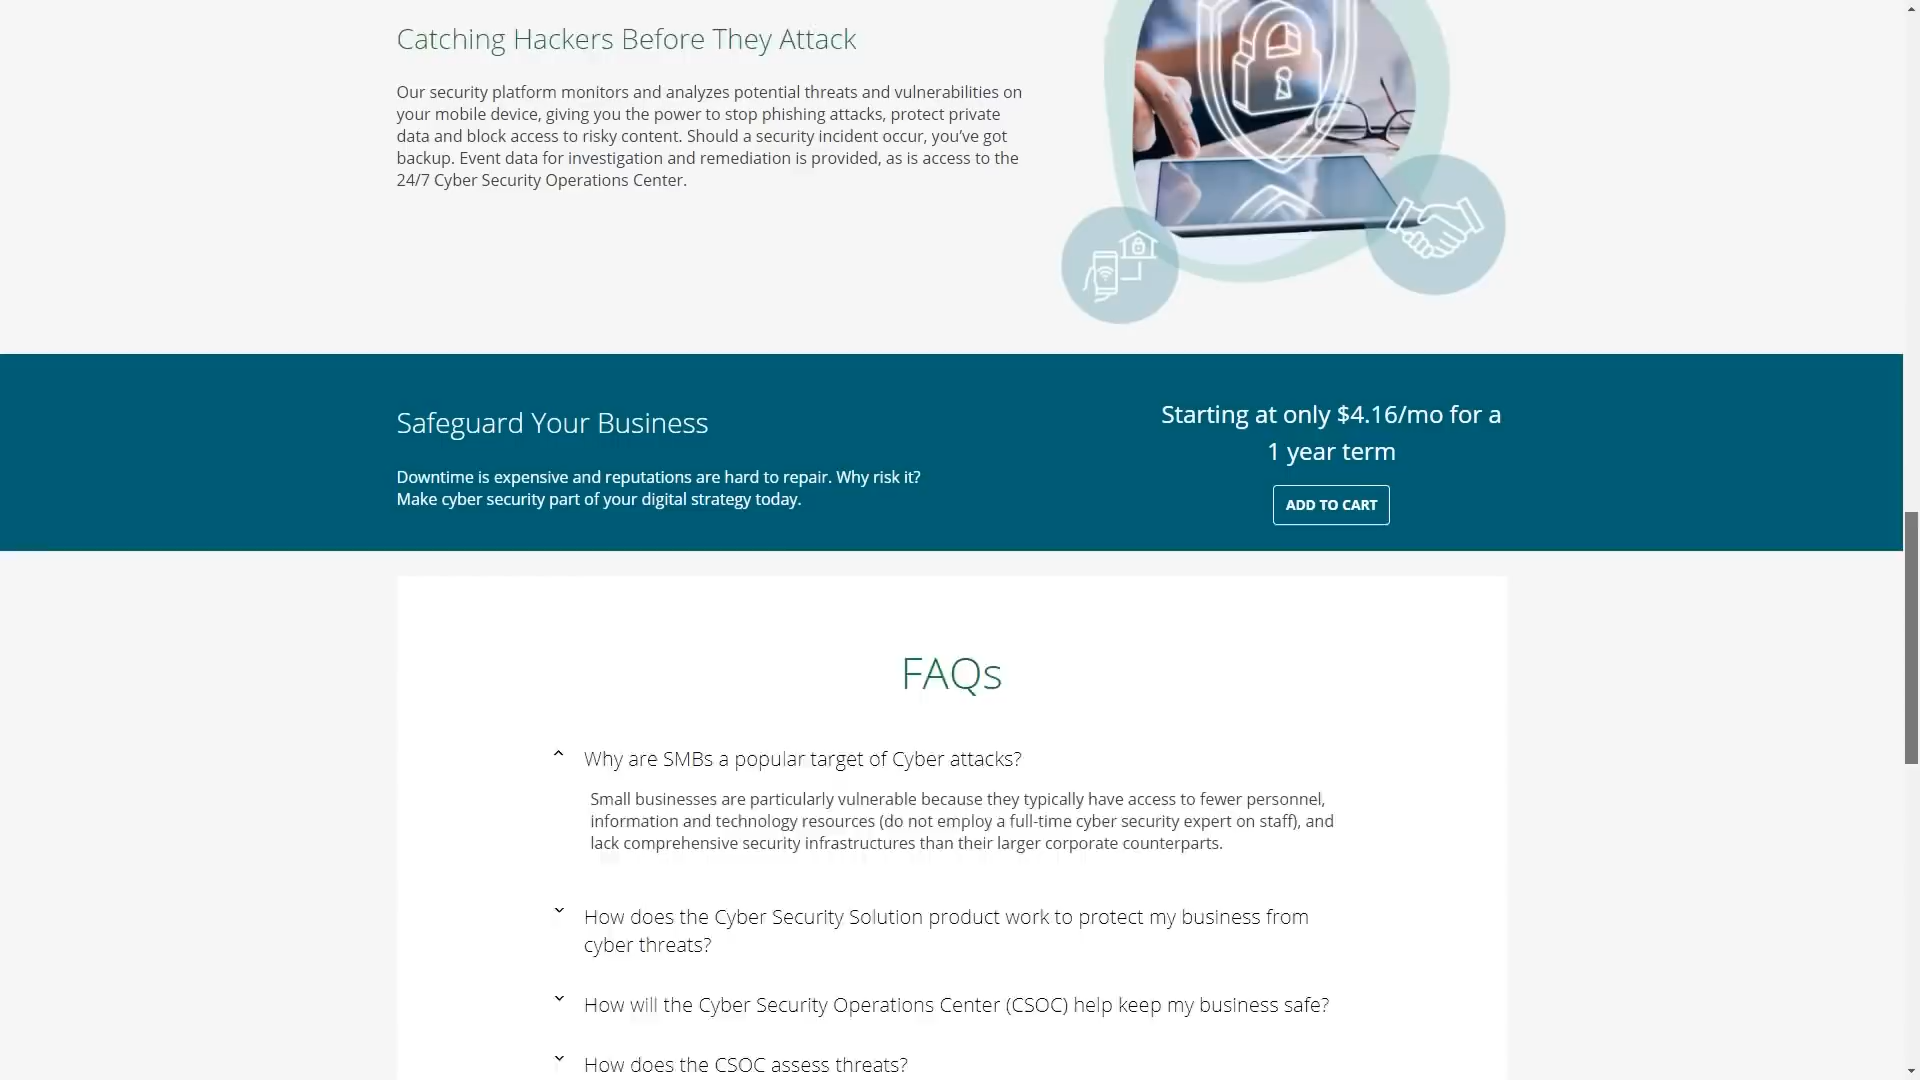 Catching Hackers Before They Attack
Our security platform monitors and analyzes potential threats and vulnerabilities on
your mobile device, giving you the power to stop phishing attacks, protect private
data and block access to risky content. Should a security incident occur, you’ve got
backup. Event data for investigation and remediation is provided, as is access to the
24/7 Cyber Security Operations Center.
Safeguard Your Business
Downtime is expensive and reputations are hard to repair. Why risk it?
Make cyber security part of your digital strategy today.
Starting at only $4.16/mo for a
1 year term
ADD TO CART
FAQs
Why are SMBs a popular target of Cyber attacks?
Small businesses are particularly vulnerable because they typically have access to fewer personnel,
information and technology resources (do not employ a full-time cyber security expert on staff), and
lack comprehensive security infrastructures than their larger corporate counterparts.
How does the Cyber Security Solution product work to protect my business from
cyber threats?
How will the Cyber Security Operations Center (CSOC) help keep my business safe?
How does the CSOC assess threats?